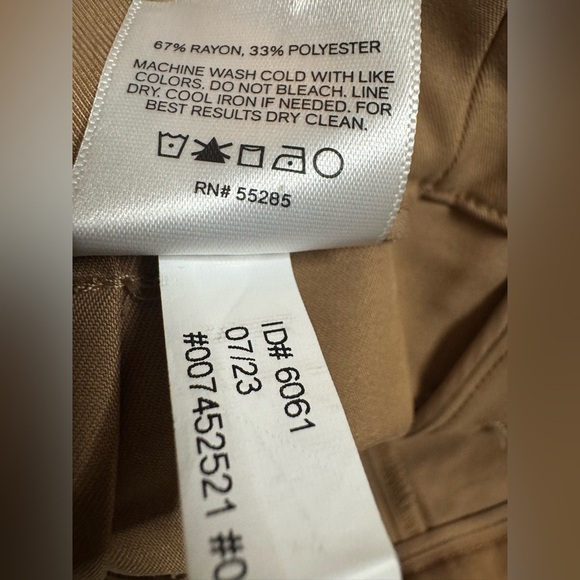 67% RAYON, 33% POLYESTER
MACHINE WASH COLD WITH LIKE
COLORS. DO NOT BLEACH. LINE
DRY. COOL IRON IF NEEDED. FOR
BEST RESULTS DRY CLEAN.
RN# 55285
ID# 6061
07/23
#007452521 #0